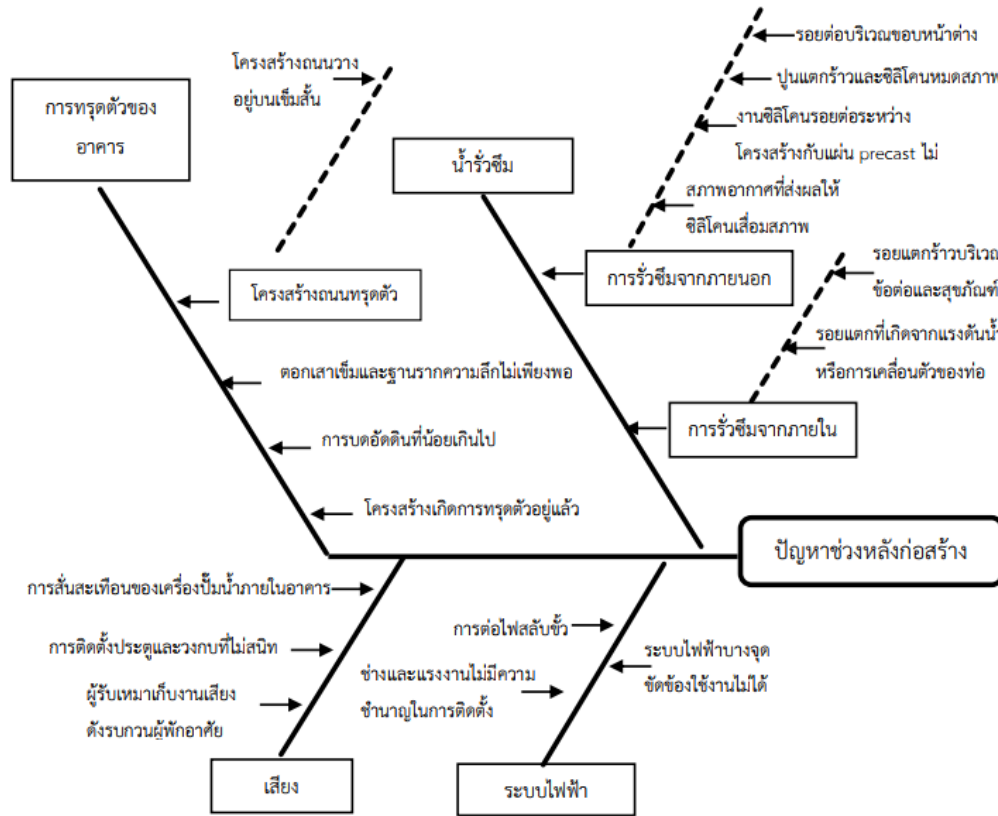 รอยต่อบริเวณขอบหน้าต่าง
โครงสร้างถนนวาง
อยู่บนเข็มสั้น
ปูนแตกร้าวและซิลิโคนหมดสภาพ
การทรุดตัวของ
อาคาร
งานซิลิโคนรอยต่อระหว่าง
โครงสร้างกับแผ่น precast ไม่
น้ำรั่วซึม
สภาพอากาศที่ส่งผลให้
ซิลิโคนเสื่อมสภาพ
การรั่วซึมจากภายนอก
รอยแตกร้าวบริเวณ
ข้อต่อและสุขภัณฑ์
โครงสร้างถนนทรุดตัว
รอยแตกที่เกิดจากแรงดันน้ำ
หรือการเคลื่อนตัวของท่อ
ตอกเสาเข็มและฐานรากความลึกไม่เพียงพอ
การรั่วซึมจากภายใน
การบดอัดดินที่น้อยเกินไป
โครงสร้างเกิดการทรุดตัวอยู่แล้ว
ปัญหาช่วงหลังก่อสร้าง
การสั่นสะเทือนของเครื่องปั๊มน้ำภายในอาคาร
การต่อไฟสลับขั้ว
การติดตั้งประตูและวงกบที่ไม่สนิท
ระบบไฟฟ้าบางจุด
ขัดข้องใช้งานไม่ได้
ช่างและแรงงานไม่มีความ
ชำนาญในการติดตั้ง
ผู้รับเหมาเก็บงานเสียง
ดังรบกวนผู้พักอาศัย
เสียง
ระบบไฟฟ้า